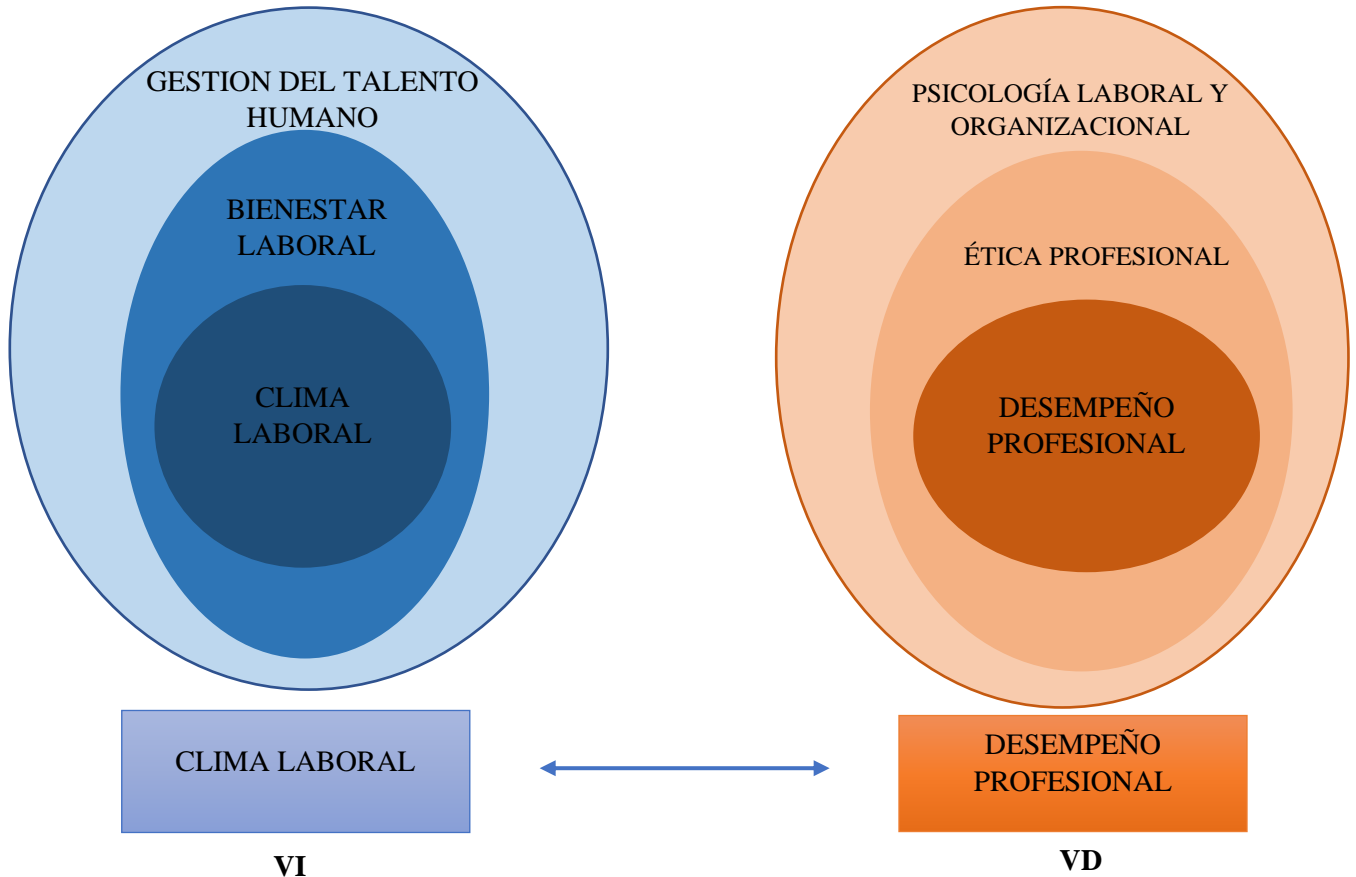 GESTION DEL TALENTO
HUMANO
BIENESTAR
LABORAL
CLIMA
LABORAL
PSICOLOGÍA LABORAL Y
ORGANIZACIONAL
ÉTICA PROFESIONAL
DESEMPEÑO
PROFESIONAL
CLIMA LABORAL
DESEMPEÑO
PROFESIONAL
VI
VD